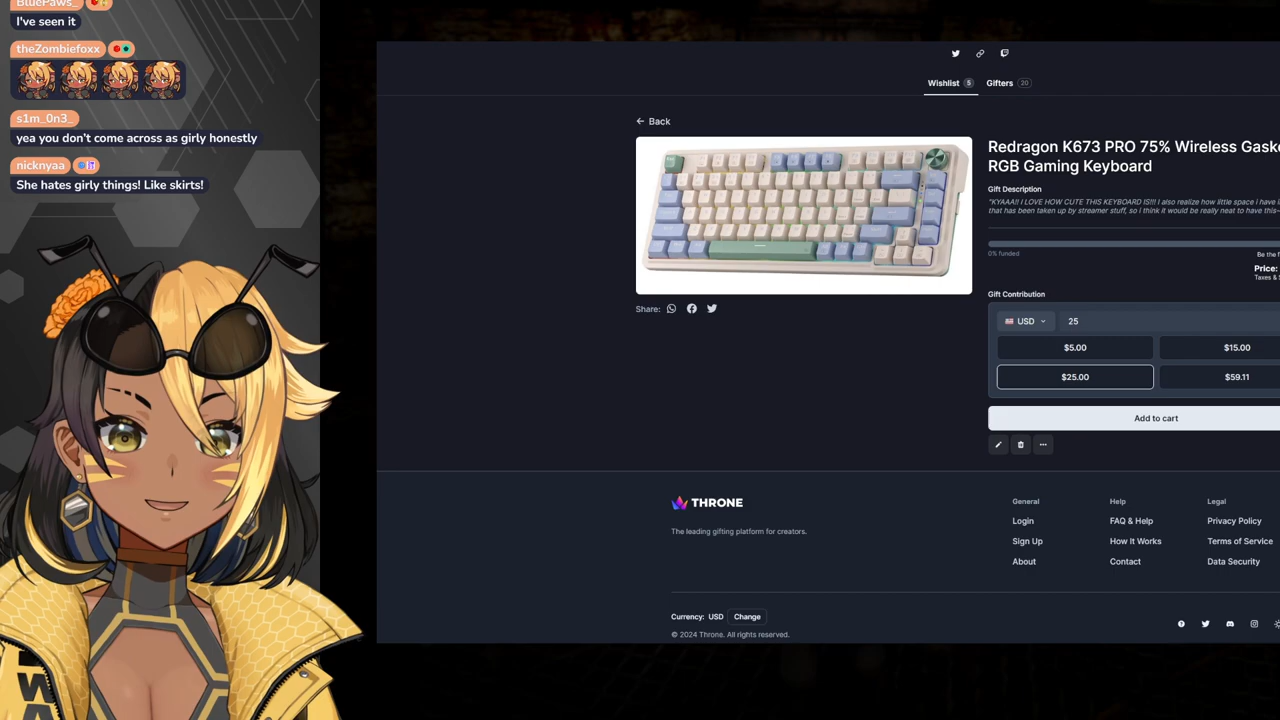 BluePaws_
I've seen it
theZombiefoxx
s1m_0n3_
yea you don't come across as girly honestly
nicknyaa
She hates girly things! Like skirts!
Wishlist 5 Gifters 20
Back
Redragon K673 PRO 75% Wireless Gaske
RGB Gaming Keyboard
Gift Description
"KYAAA!! I LOVE HOW CUTE THIS KEYBOARD IS!!! I also realize how little space i have i
that has been taken up by streamer stuff, so i think it would be really neat to have this~
0% funded
Be the f
Price:
Taxes & S
Share:
Gift Contribution
USD 25
$5.00 $15.00
$25.00 $59.11
Add to cart
THRONE
The leading gifting platform for creators.
General Help Legal
Login FAQ & Help Privacy Policy
Sign Up How It Works Terms of Service
About Contact Data Security
Currency: USD Change
© 2024 Throne. All rights reserved.